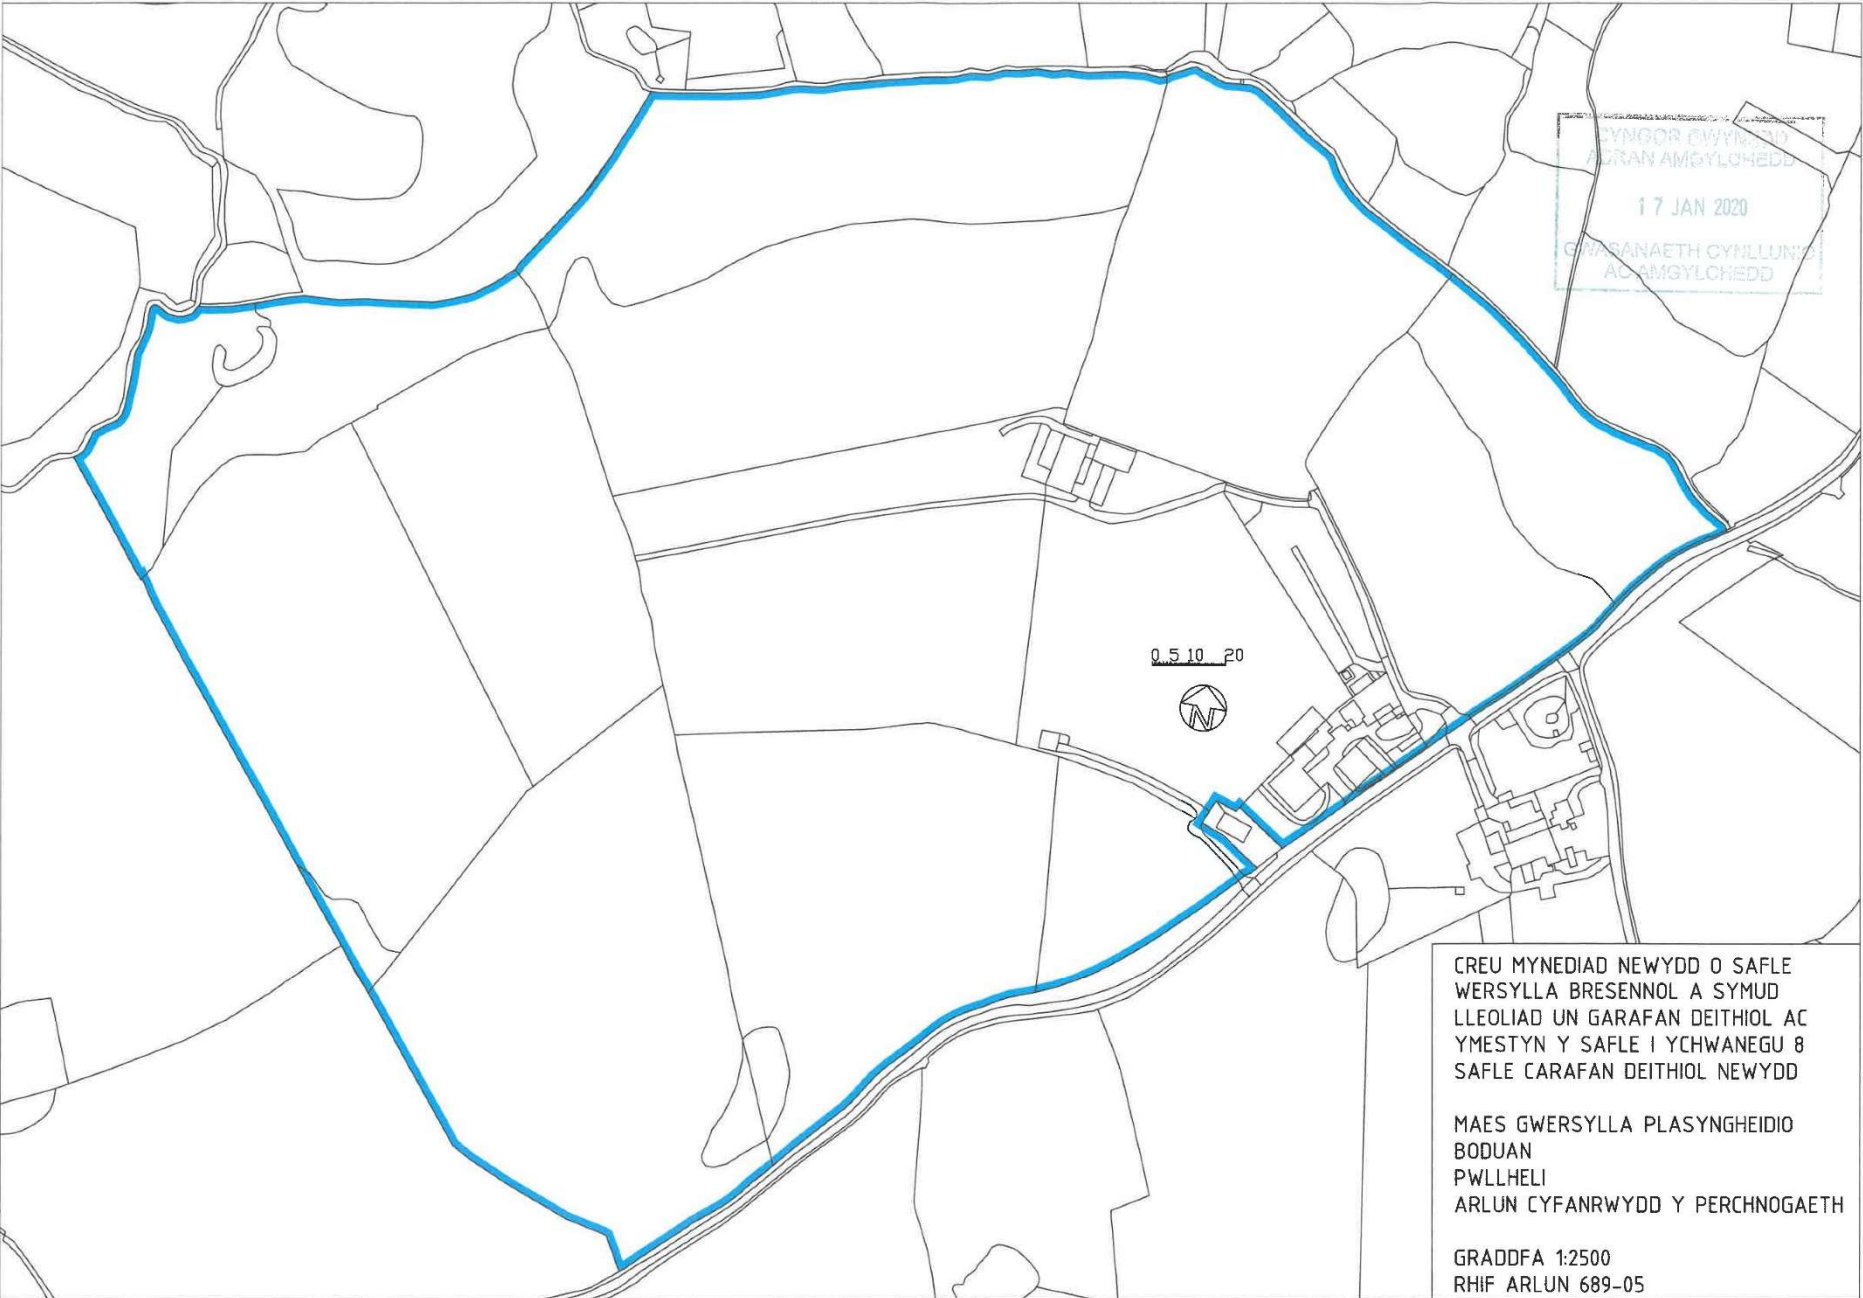 CYNGOR GWYNEDD
ADRAN AMGYLCHEDD
17 JAN 2020
GWASANAETH CYNLLUNIO
AC AMGYLCHEDD
0 5 10 20
N
CREU MYNEDIAD NEWYDD O SAFLE
WERSYLLA BRESENNOL A SYMUD
LLEOLIAD UN GARAFAN DEITHIOL AC
YMESTYN Y SAFLE I YCHWANEGU 8
SAFLE CARAFAN DEITHIOL NEWYDD
MAES GWERSYLLA PLASYNGHEIDIO
BODUAN
PWLLHELI
ARLUN CYFANRWYDD Y PERCHNOGAETH
GRADDFA 1:2500
RHIF ARLUN 689-05